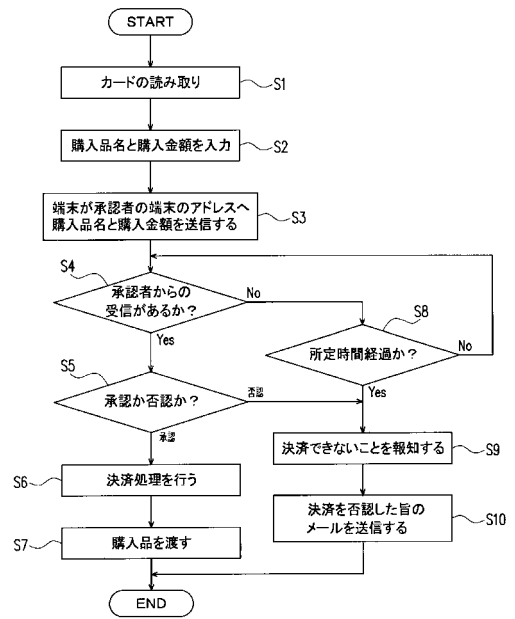 START
カードの読み取り
S1
購入品名と購入金額を入力
S2
端末が承認者の端末のアドレスへ
購入品名と購入金額を送信する
S3
S4
承認者からの
受信があるか？
No
Yes
S8
所定時間経過か？
No
Yes
S5
承認か否認か？
否認
承認
S6
決済処理を行う
S9
決済できないことを報知する
S7
購入品を渡す
S10
決済を否認した旨の
メールを送信する
END